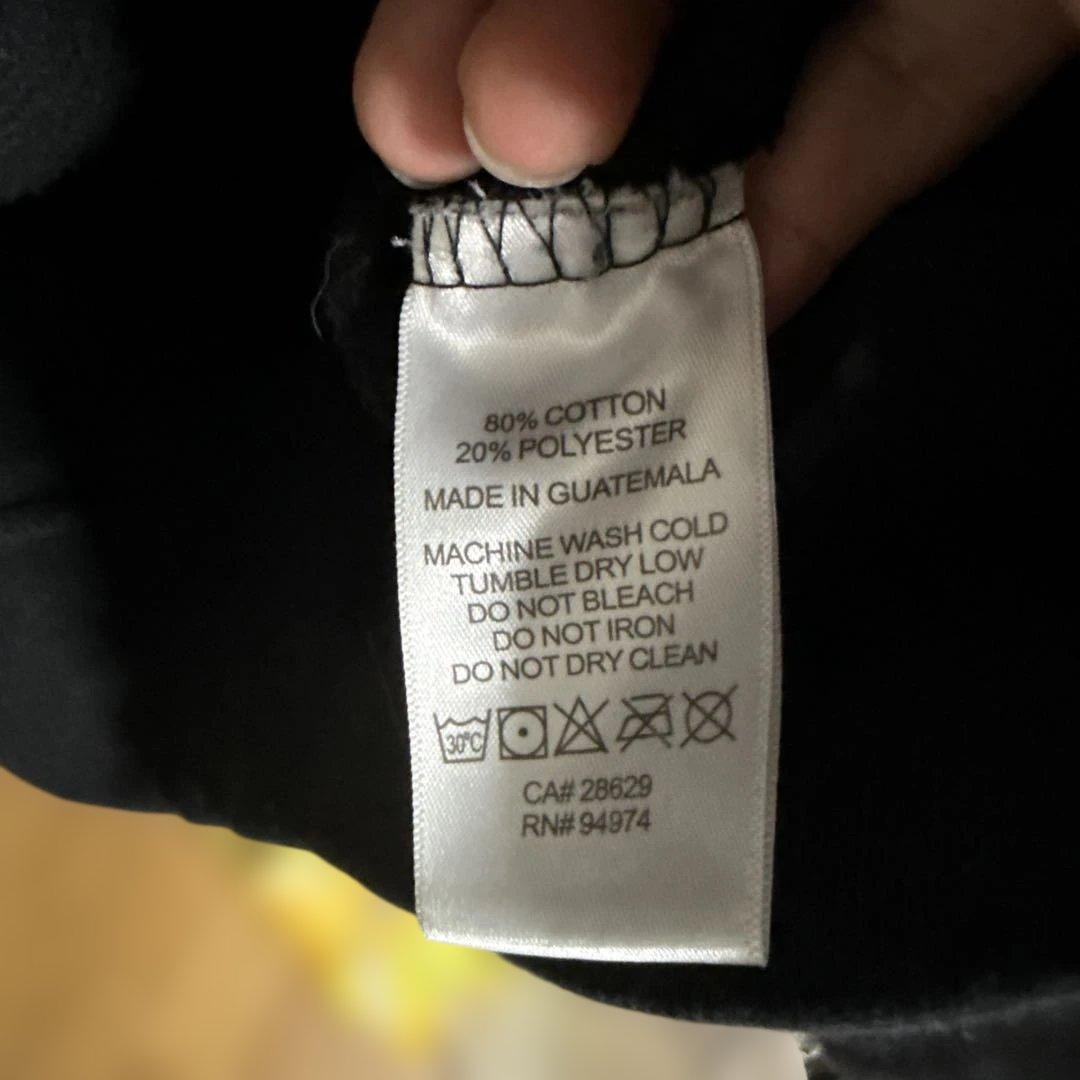 80% COTTON
20% POLYESTER
MADE IN GUATEMALA
MACHINE WASH COLD
TUMBLE DRY LOW
DO NOT BLEACH
DO NOT IRON
DO NOT DRY CLEAN
30°C
CA# 28629
RN# 94974